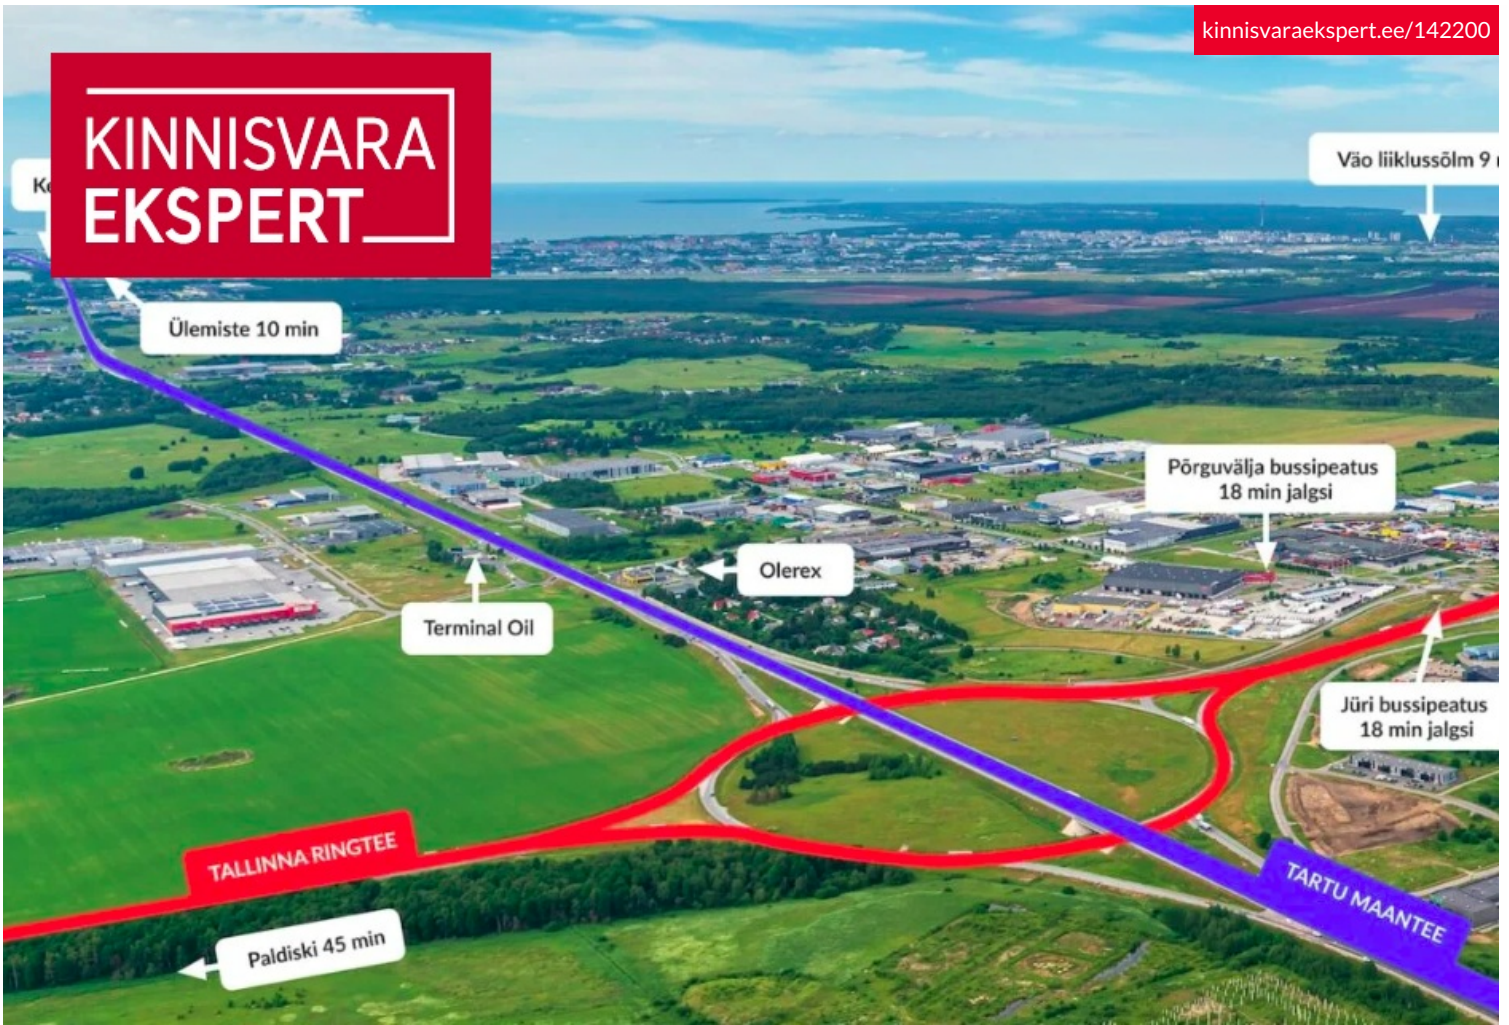 kinnisvaraekspert.ee/142200
KINNISVARA
EKSPERT
Väo liiklussõlm 9
Ülemiste 10 min
Põrguvälja bussipeatus
18 min jalgsi
Olerex
Terminal Oil
Jüri bussipeatus
18 min jalgsi
TALLINNA RINGTEE
TARTU MAANTEE
Paldiski 45 min